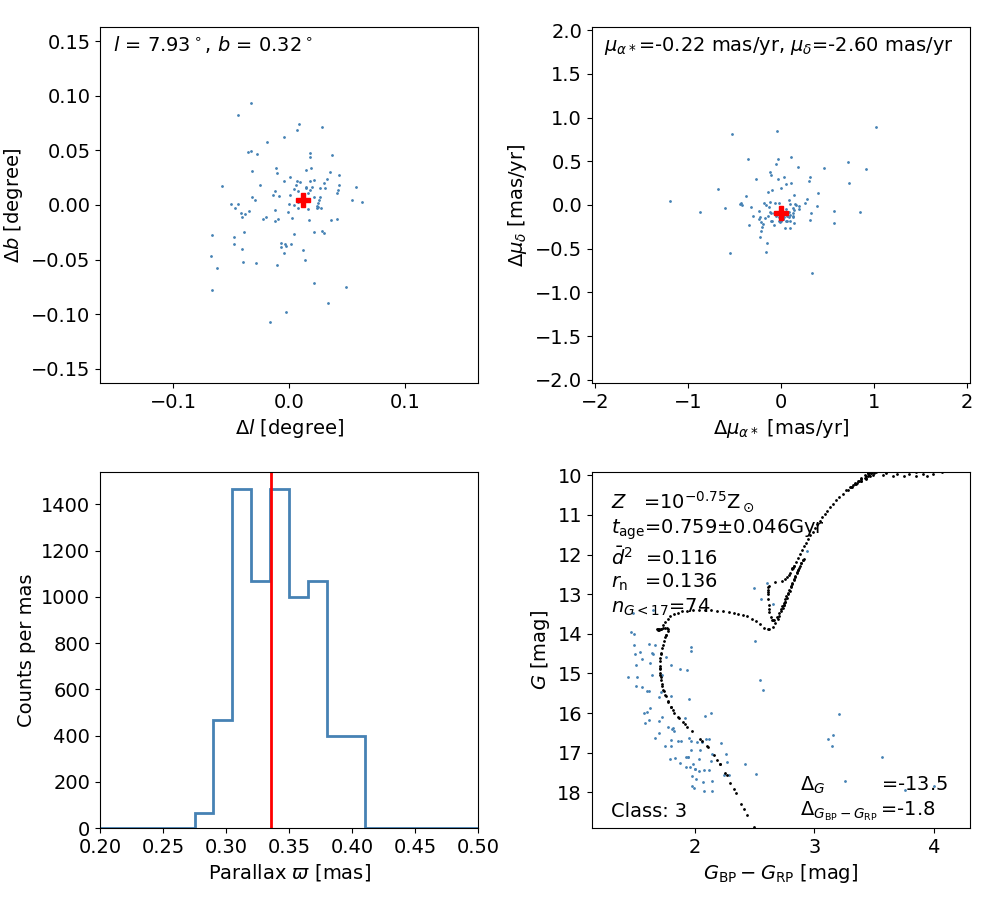 l = 7.93°, b = 0.32°
0.15
0.10
0.05
0.00
−0.05
−0.10
−0.15
Δb [degree]
−0.1
0.0
0.1
Δl [degree]
μα*=-0.22 mas/yr, μδ=-2.60 mas/yr
2.0
1.5
1.0
0.5
0.0
−0.5
−1.0
−1.5
−2.0
Δμδ [mas/yr]
−2
−1
0
1
2
Δμα* [mas/yr]
1400
1200
1000
800
600
400
200
0
Counts per mas
0.20
0.25
0.30
0.35
0.40
0.45
0.50
Parallax ϖ [mas]
10
11
12
13
14
15
16
17
18
G [mag]
Z =10^−0.75 Z⊙
t_age=0.759±0.046Gyr
d̄² =0.116
r_n =0.136
n_G<17=74
Δ_G =-13.5
Class: 3
Δ_GBP−GRP =-1.8
2
3
4
G_BP − G_RP [mag]